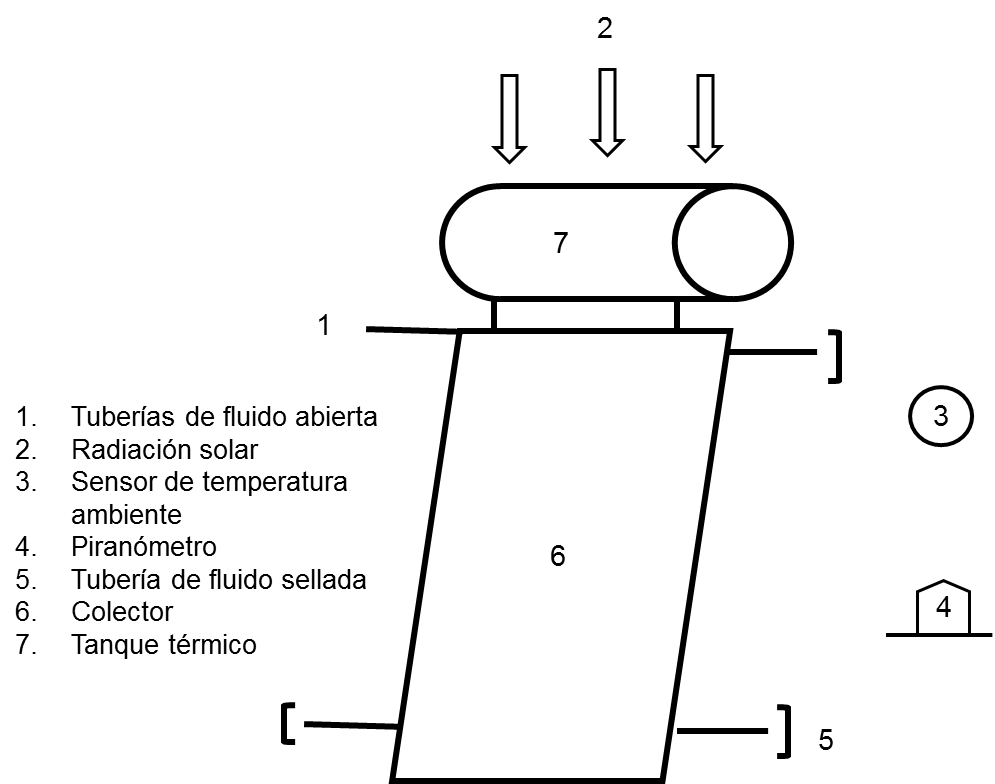 2
7
1
3
1. Tuberías de fluido abierta
2. Radiación solar
3. Sensor de temperatura
ambiente
4. Piranómetro
5. Tubería de fluido sellada
6. Colector
7. Tanque térmico
6
4
5